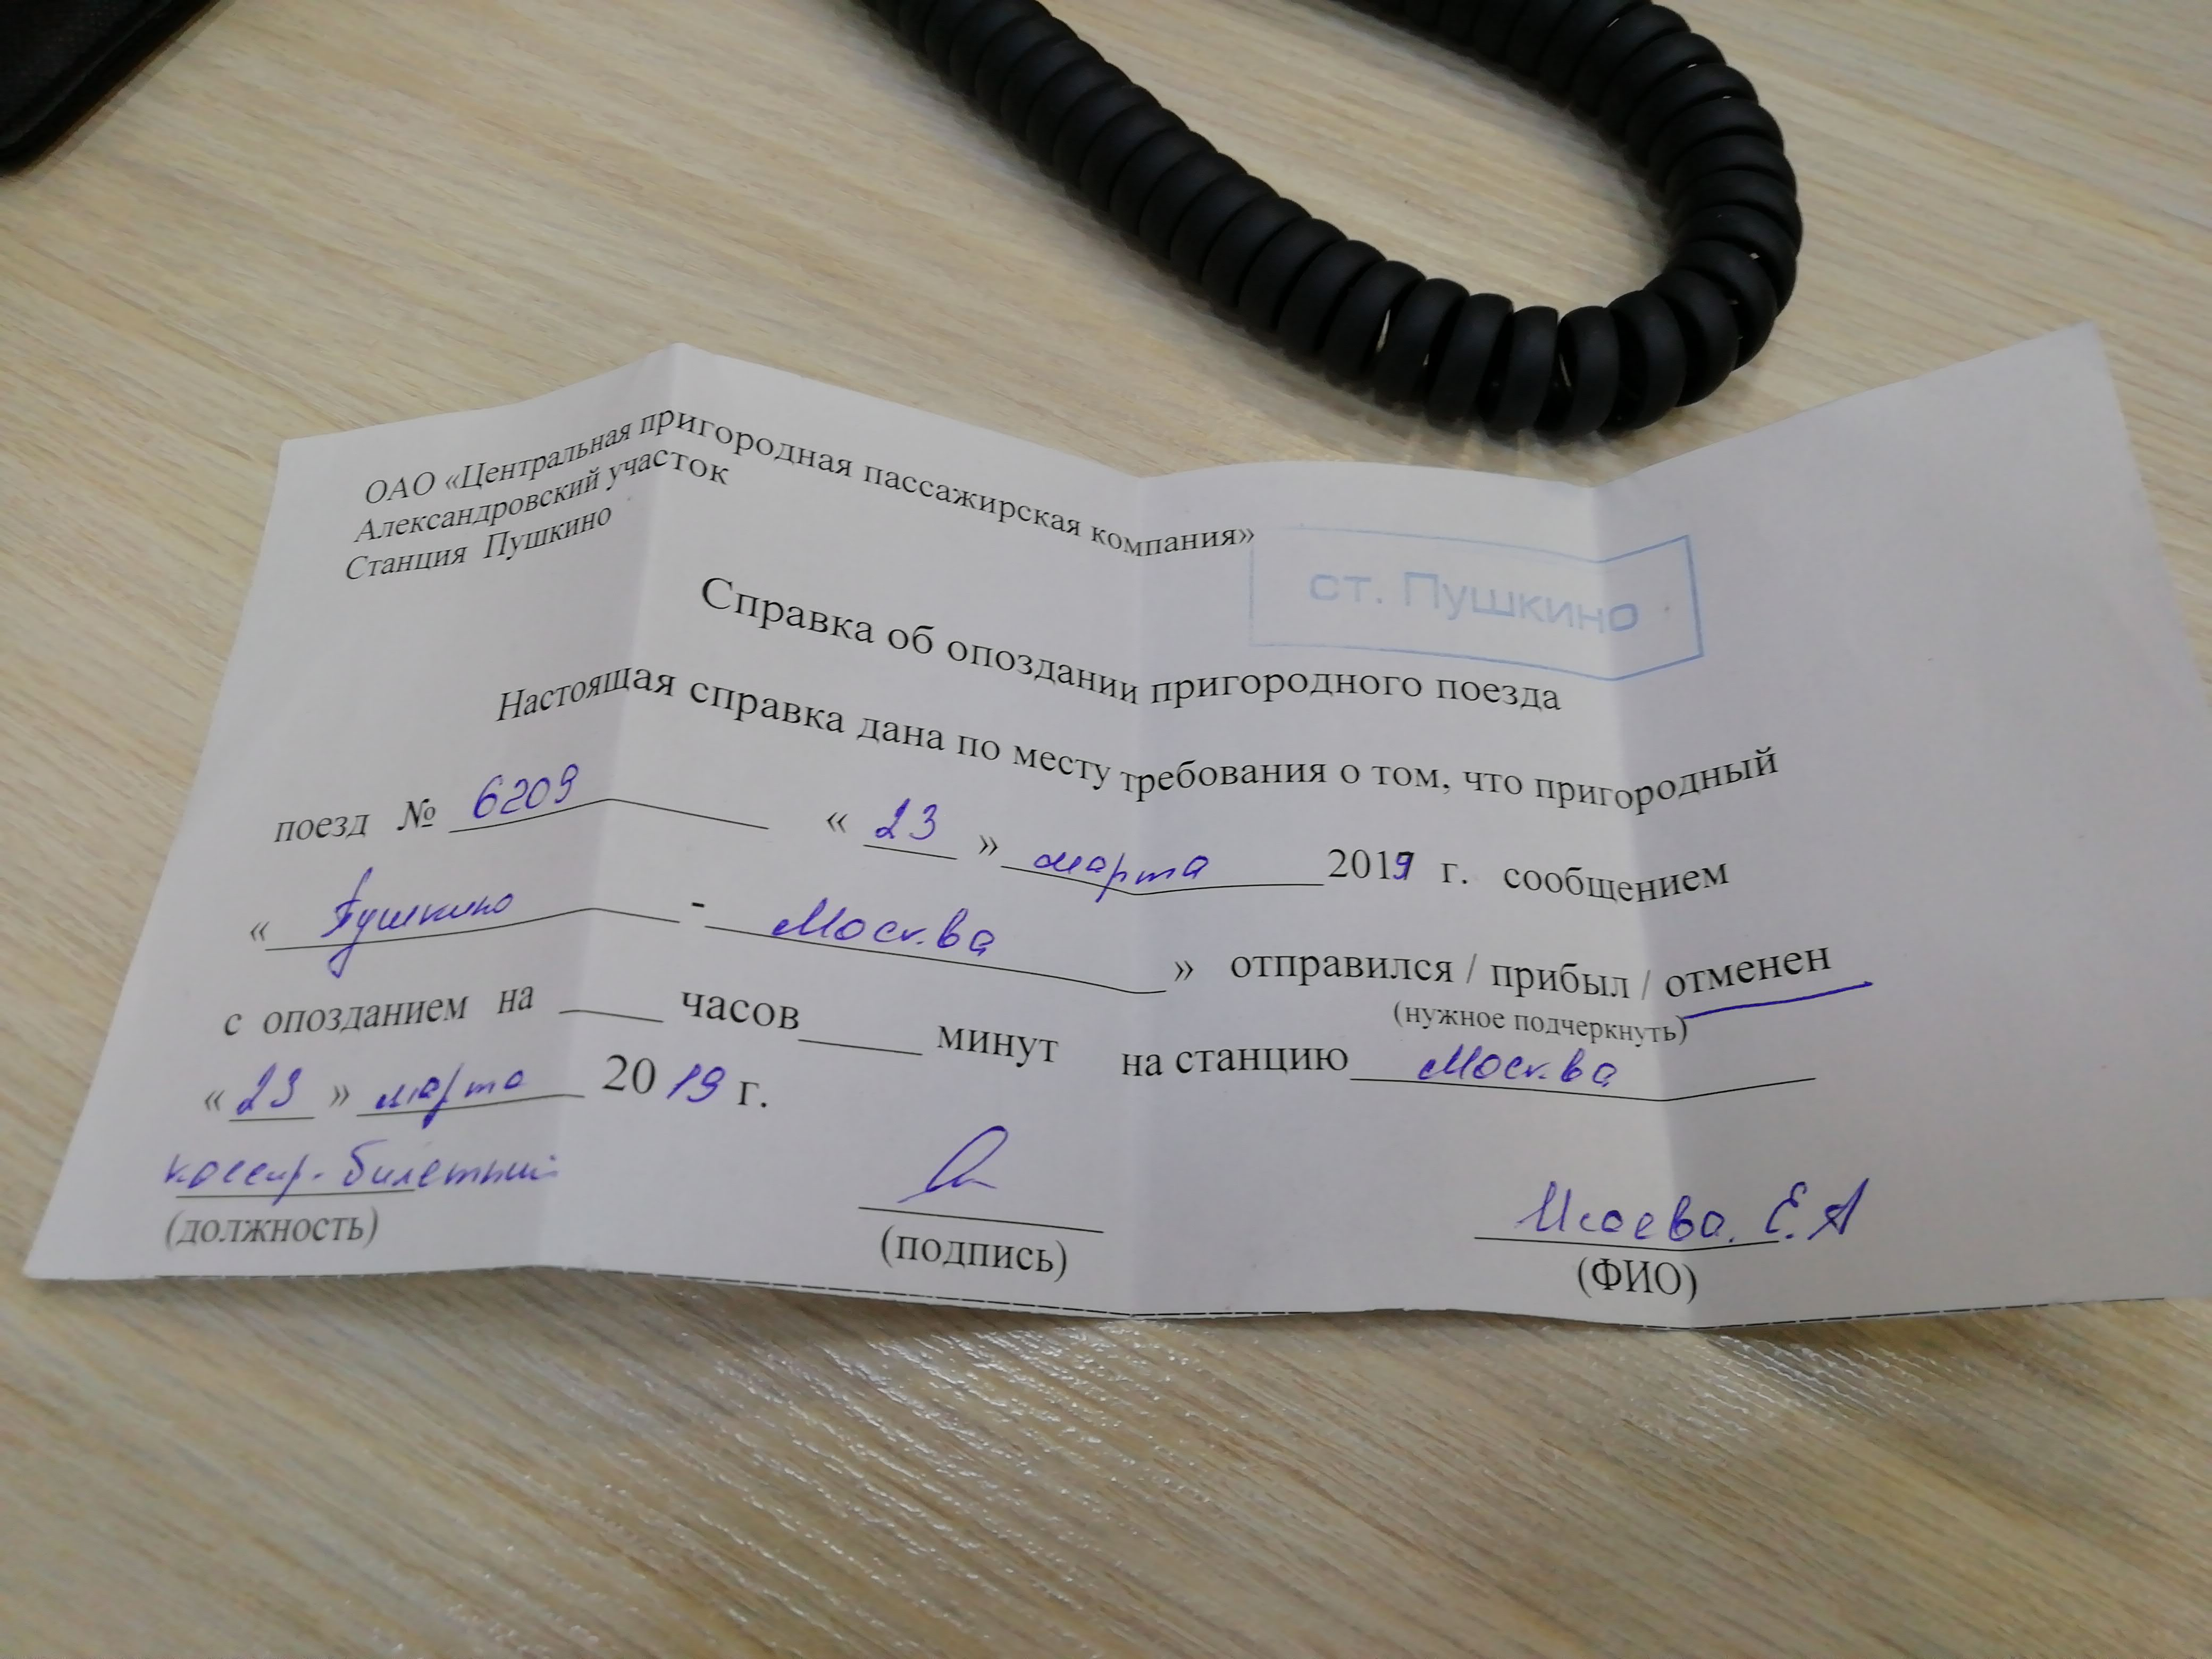 ОАО «Центральная пригородная пассажирская компания»
Александровский участок
Станция Пушкино
ст. Пушкино
Справка об опоздании пригородного поезда
Настоящая справка дана по месту требования о том, что пригородный
поезд № 6209 « 23 » марта 2019 г. сообщением
« Пушкино - Москва » отправился / прибыл / отменен
(нужное подчеркнуть)
с опозданием на ____ часов ____ минут на станцию Москва
« 23 » марта 2019 г.
кассир. билетный Исаева. Е.А
(должность) (подпись) (ФИО)